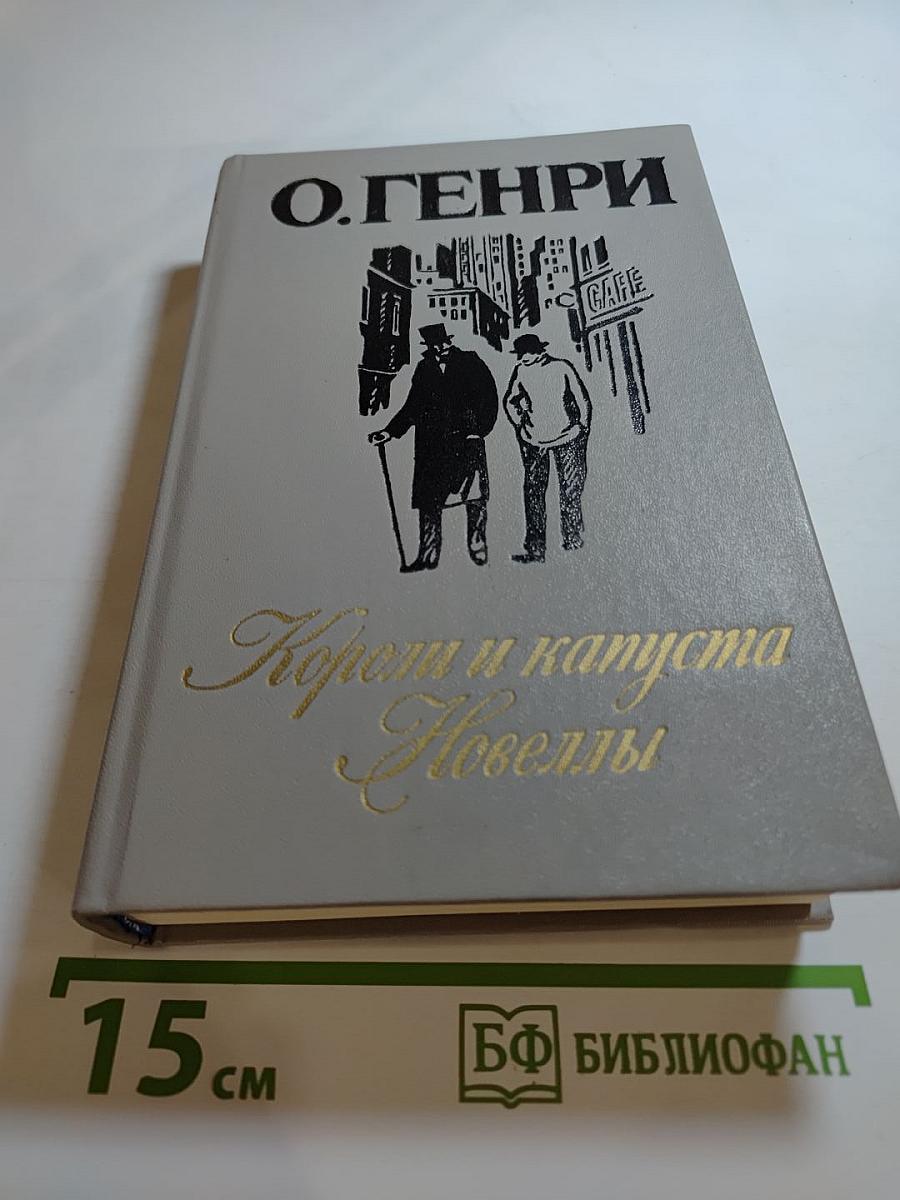 О. ГЕНРИ
CAFE
Короли и капуста
Новеллы
15 см
БФ БИБЛИОФАН